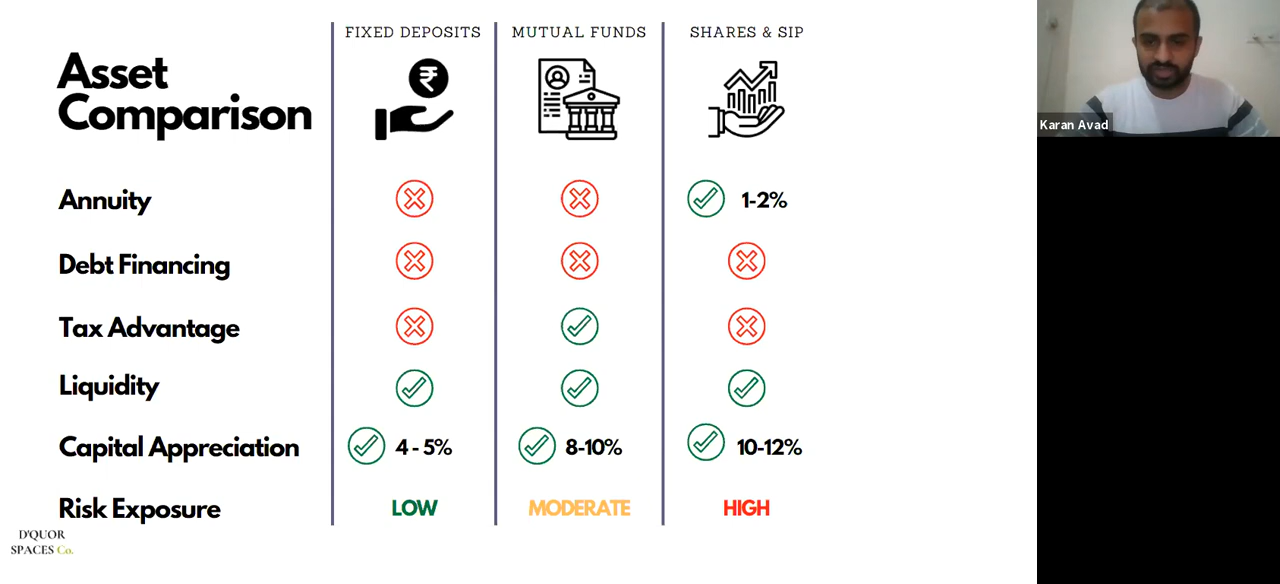 FIXED DEPOSITS MUTUAL FUNDS SHARES & SIP
₹
Asset
Comparison
Annuity 1-2%
Debt Financing
Tax Advantage
Liquidity
Capital Appreciation 4 - 5% 8-10% 10-12%
Risk Exposure LOW MODERATE HIGH
D'QUOR
SPACES Co.
Karan Avad